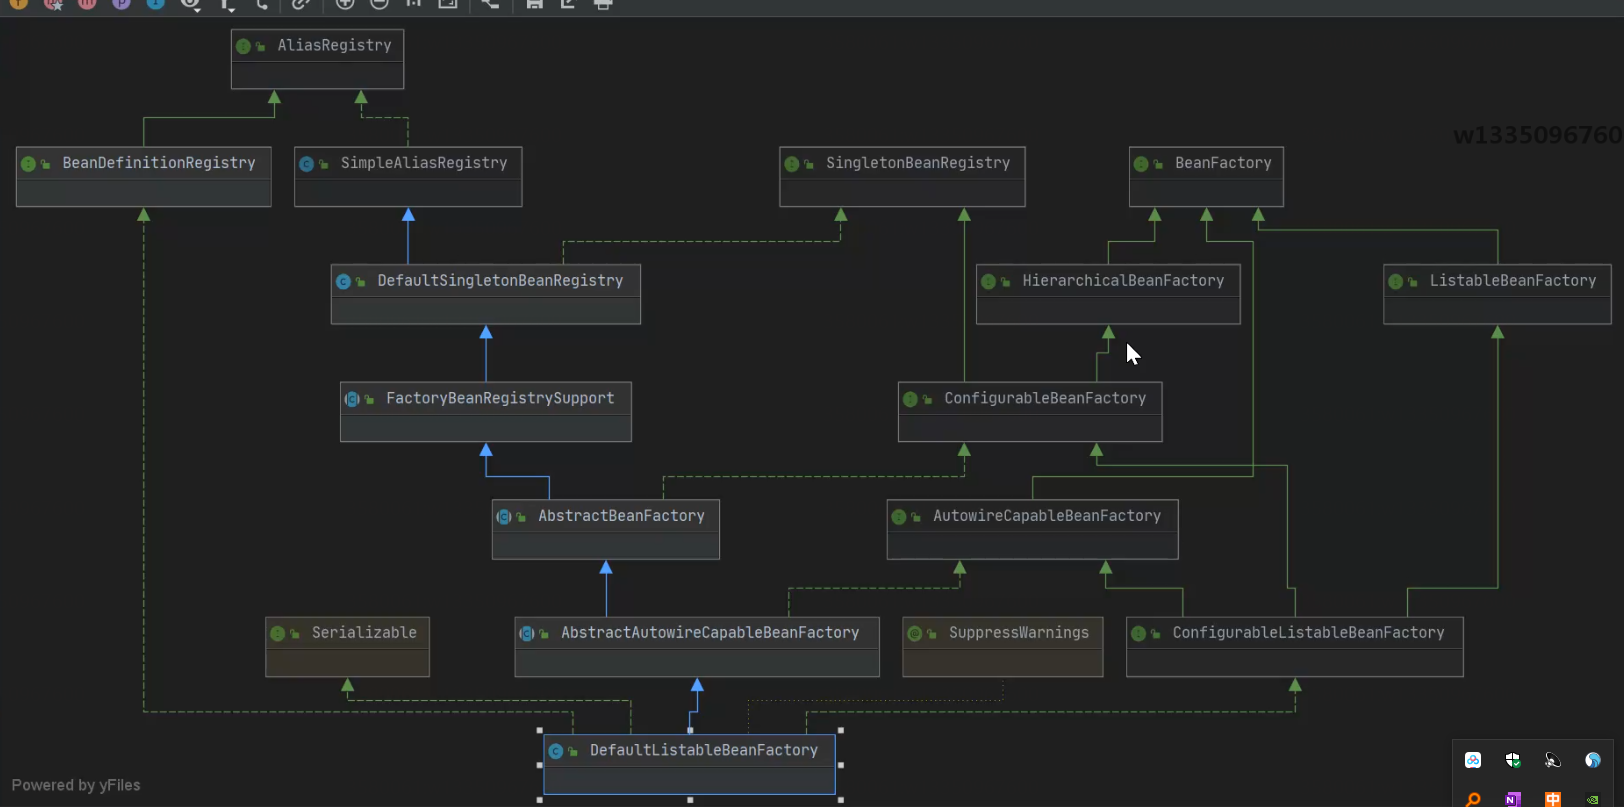 AliasRegistry
w1335096760
BeanDefinitionRegistry
SimpleAliasRegistry
SingletonBeanRegistry
BeanFactory
DefaultSingletonBeanRegistry
HierarchicalBeanFactory
ListableBeanFactory
FactoryBeanRegistrySupport
ConfigurableBeanFactory
AbstractBeanFactory
AutowireCapableBeanFactory
Serializable
AbstractAutowireCapableBeanFactory
SuppressWarnings
ConfigurableListableBeanFactory
DefaultListableBeanFactory
Powered by yFiles